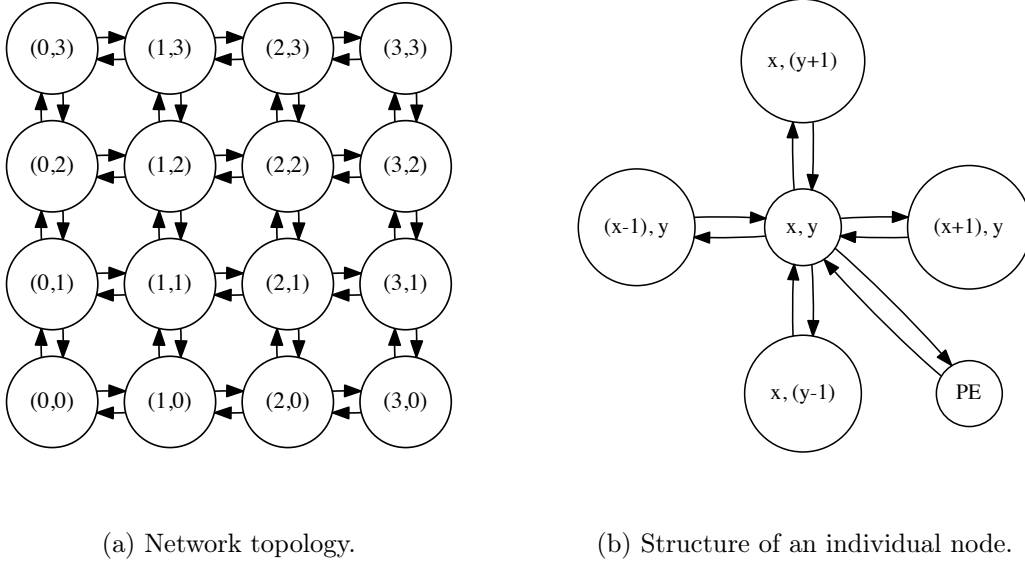 (0,3) (1,3) (2,3) (3,3)
(0,2) (1,2) (2,2) (3,2)
(0,1) (1,1) (2,1) (3,1)
(0,0) (1,0) (2,0) (3,0)
(a) Network topology.
x, (y+1)
(x-1), y x, y (x+1), y
x, (y-1) PE
(b) Structure of an individual node.